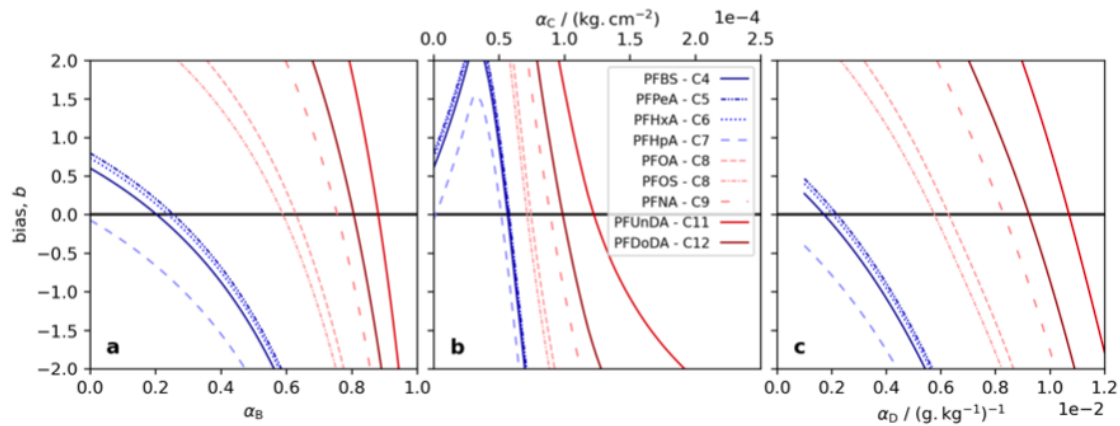 α_C / (kg.cm⁻²) 1e−4
0.0 0.5 1.0 1.5 2.0 2.5
2.0
1.5
1.0
0.5
0.0
−0.5
−1.0
−1.5
−2.0
bias, b
PFBS - C4
PFPeA - C5
PFHxA - C6
PFHpA - C7
PFOA - C8
PFOS - C8
PFNA - C9
PFUnDA - C11
PFDoDA - C12
a
b
c
0.0 0.2 0.4 0.6 0.8 1.0
α_B
0.0 0.2 0.4 0.6 0.8 1.0 1.2
α_D / (g.kg⁻¹)⁻¹ 1e−2